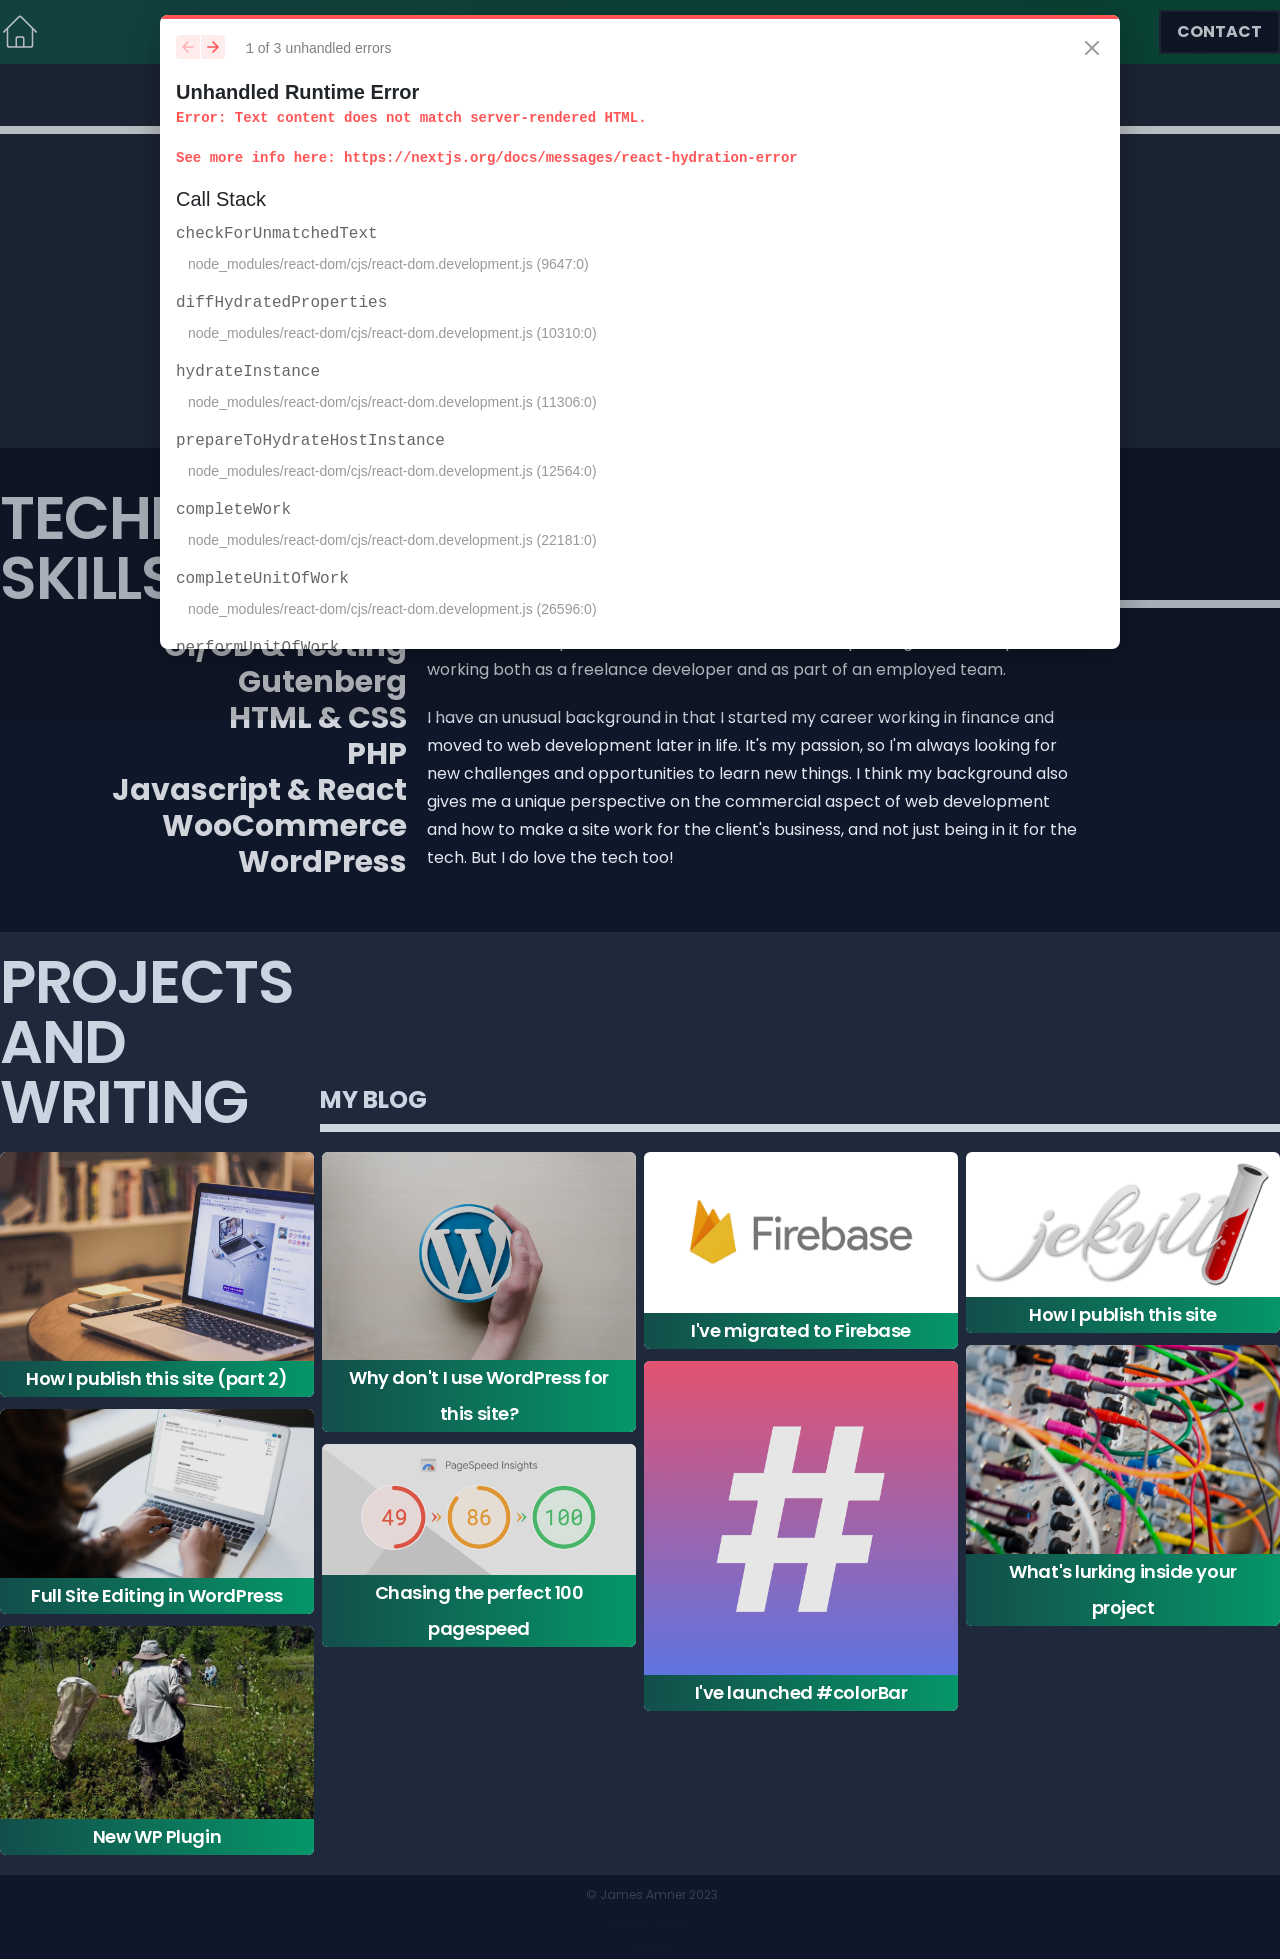 CONTACT
1 of 3 unhandled errors
Unhandled Runtime Error
Error: Text content does not match server-rendered HTML.
See more info here: https://nextjs.org/docs/messages/react-hydration-error
Call Stack
checkForUnmatchedText
node_modules/react-dom/cjs/react-dom.development.js (9647:0)
diffHydratedProperties
node_modules/react-dom/cjs/react-dom.development.js (10310:0)
hydrateInstance
node_modules/react-dom/cjs/react-dom.development.js (11306:0)
prepareToHydrateHostInstance
node_modules/react-dom/cjs/react-dom.development.js (12564:0)
completeWork
node_modules/react-dom/cjs/react-dom.development.js (22181:0)
completeUnitOfWork
node_modules/react-dom/cjs/react-dom.development.js (26596:0)
performUnitOfWork
SKILLS
CI/CD & Testing
Gutenberg
HTML & CSS
PHP
Javascript & React
WooCommerce
WordPress
working both as a freelance developer and as part of an employed team.
I have an unusual background in that I started my career working in finance and
moved to web development later in life. It's my passion, so I'm always looking for
new challenges and opportunities to learn new things. I think my background also
gives me a unique perspective on the commercial aspect of web development
and how to make a site work for the client's business, and not just being in it for the
tech. But I do love the tech too!
PROJECTS
AND
WRITING
MY BLOG
Firebase
jekyll
How I publish this site
I've migrated to Firebase
How I publish this site (part 2)
Why don't I use WordPress for
this site?
PageSpeed Insights
49 » 86 » 100
What's lurking inside your
project
Full Site Editing in WordPress
Chasing the perfect 100
pagespeed
#
I've launched #colorBar
New WP Plugin
© James Amner 2023